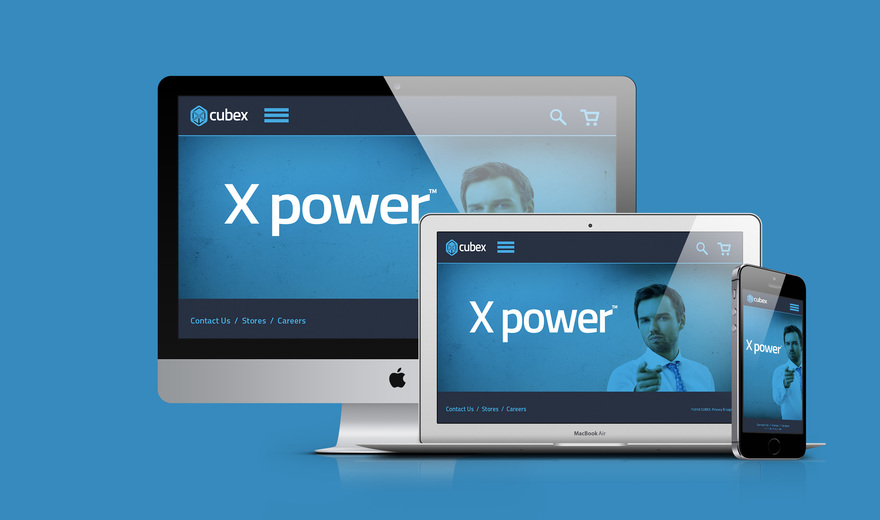 cubex
X power™
Contact Us / Stores / Careers
cubex
X power™
Contact Us / Stores / Careers
MacBook Air
cubex
X power